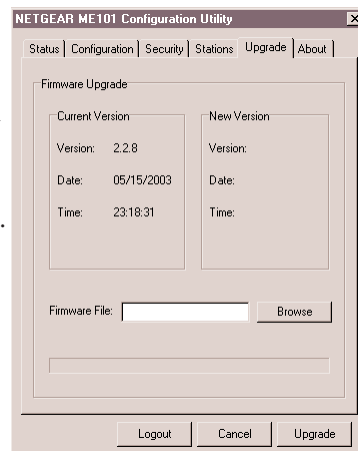 NETGEAR ME101 Configuration Utility
Status Configuration Security Stations Upgrade About
Firmware Upgrade
Current Version
Version: 2.2.8
Date: 05/15/2003
Time: 23:18:31
New Version
Version:
Date:
Time:
Firmware File: Browse
Logout Cancel Upgrade